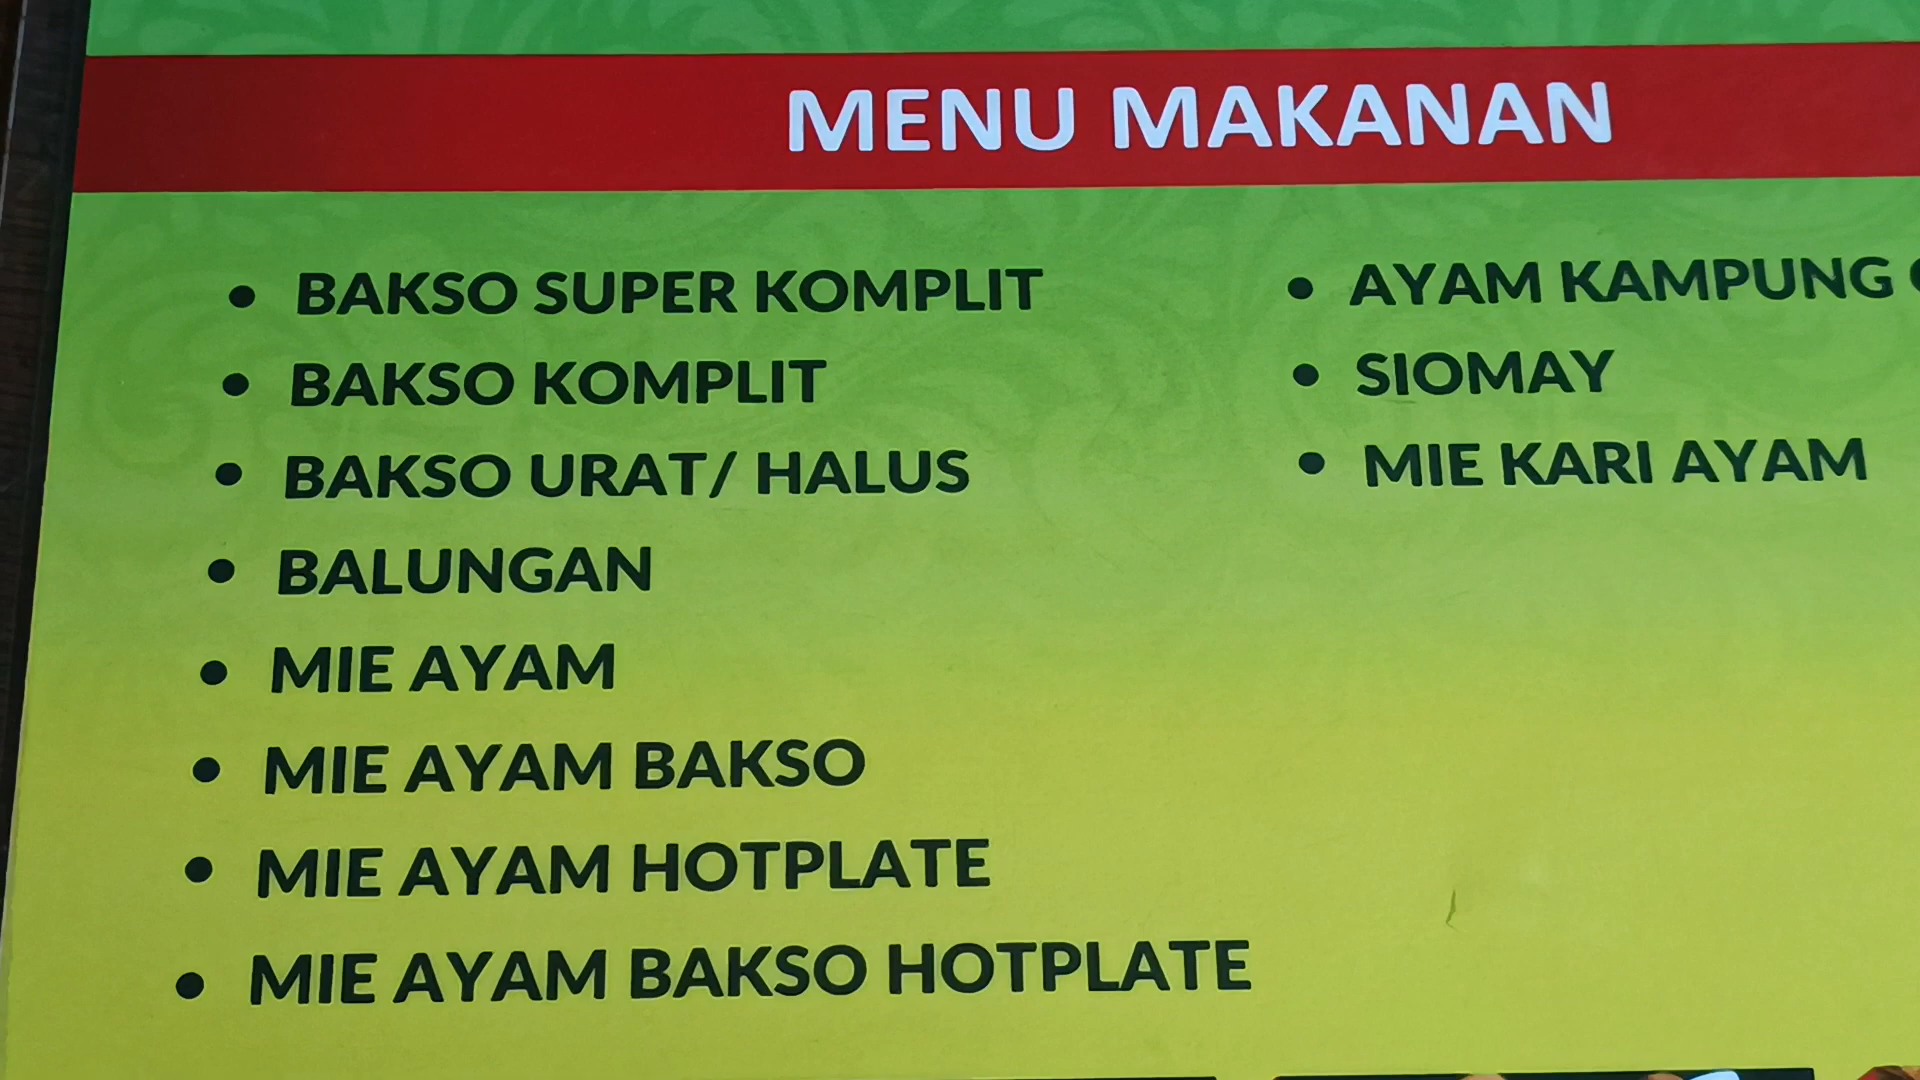 MENU MAKANAN
• BAKSO SUPER KOMPLIT
• BAKSO KOMPLIT
• BAKSO URAT/ HALUS
• BALUNGAN
• MIE AYAM
• MIE AYAM BAKSO
• MIE AYAM HOTPLATE
• MIE AYAM BAKSO HOTPLATE
• AYAM KAMPUNG
• SIOMAY
• MIE KARI AYAM